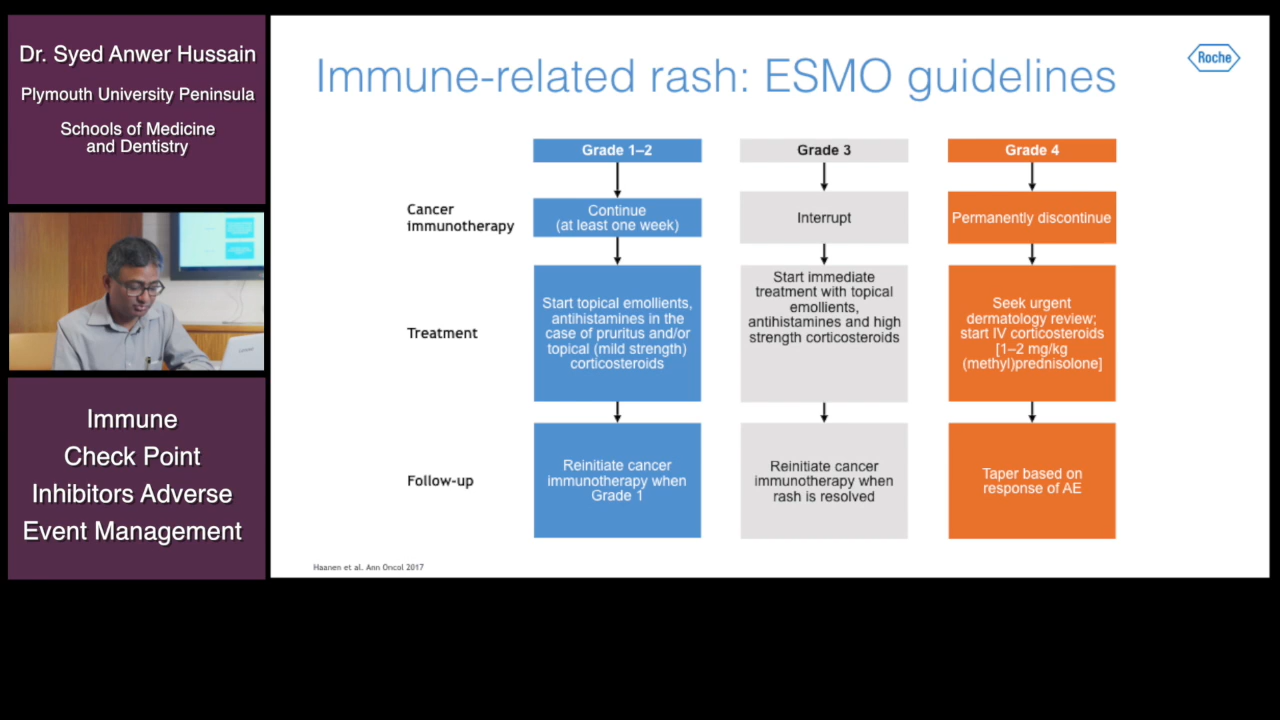 Dr. Syed Anwer Hussain
Plymouth University Peninsula
Schools of Medicine
and Dentistry
Immune
Check Point
Inhibitors Adverse
Event Management
Immune-related rash: ESMO guidelines
Roche
Grade 1–2
Grade 3
Grade 4
Cancer
immunotherapy
Continue
(at least one week)
Interrupt
Permanently discontinue
Treatment
Start topical emollients,
antihistamines in the
case of pruritus and/or
topical (mild strength)
corticosteroids
Start immediate
treatment with topical
emollients,
antihistamines and high
strength corticosteroids
Seek urgent
dermatology review;
start IV corticosteroids
[1–2 mg/kg
(methyl)prednisolone]
Follow-up
Reinitiate cancer
immunotherapy when
Grade 1
Reinitiate cancer
immunotherapy when
rash is resolved
Taper based on
response of AE
Haanen et al. Ann Oncol 2017